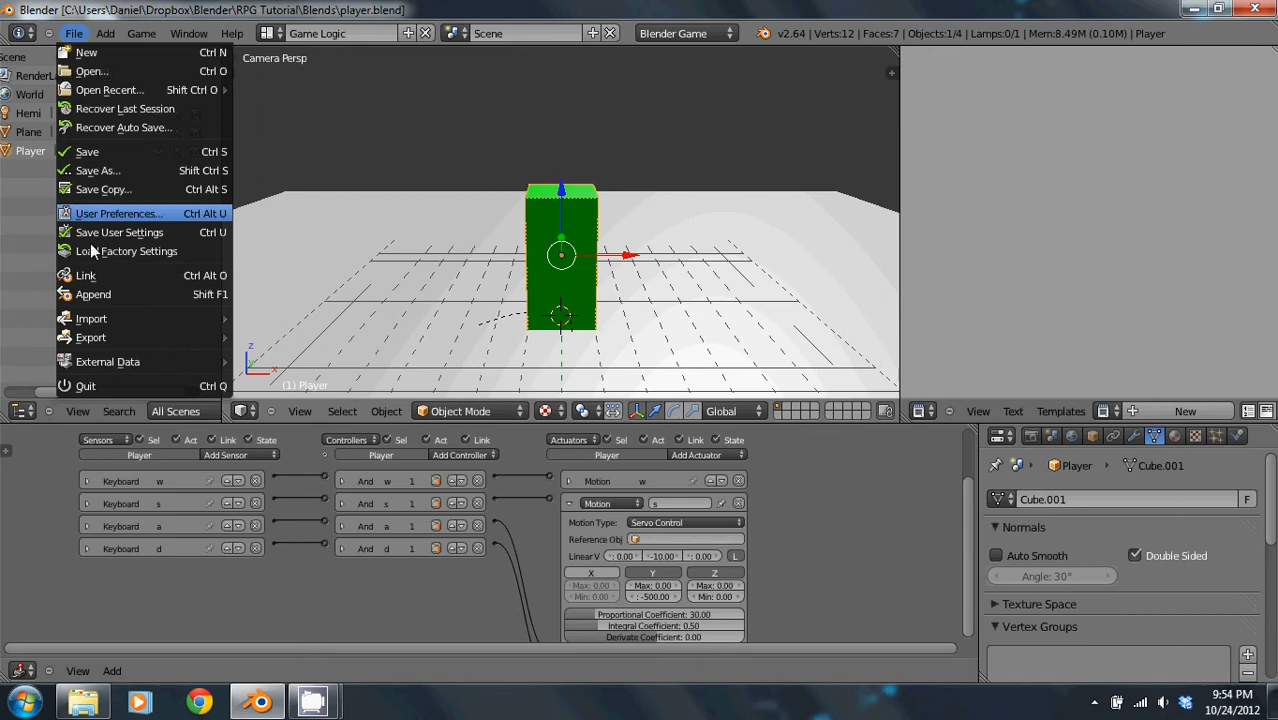 Blender [C:\Users\Daniel\Dropbox\Blender\RPG Tutorial\Blends\player.blend]
File Add Game Window Help Game Logic Scene Blender Game v2.64 | Verts:12 | Faces:7 | Objects:1/4 | Lamps:0/1 | Mem:8.49M (0.10M) | Player
New Ctrl N
Open... Ctrl O
Open Recent... Shift Ctrl O
Recover Last Session
Recover Auto Save...
Save Ctrl S
Save As... Shift Ctrl S
Save Copy... Ctrl Alt S
User Preferences... Ctrl Alt U
Save User Settings Ctrl U
Load Factory Settings
Link Ctrl Alt O
Append Shift F1
Import
Export
External Data
Quit Ctrl Q
Scene
RenderL
World
Hemi
Plane
Player
Camera Persp
z
y
x
(1) Player
View Search All Scenes
View Select Object Object Mode Global
View Text Templates New
Sensors Sel Act Link State Controllers Sel Act Link Actuators Sel Act Link State
Player Add Sensor Player Add Controller Player Add Actuator
Keyboard w And w 1 Motion w
Keyboard s And s 1 Motion s
Keyboard a And a 1
Keyboard d And d 1
Motion Type: Servo Control
Reference Obj
Linear V 0.00 -10.00 0.00 L
X Y Z
Max: 0.00 Max: 0.00 Max: 0.00
Min: 0.00 : -500.00 Min: 0.00
Proportional Coefficient: 30.00
Integral Coefficient: 0.50
Derivate Coefficient: 0.00
View Add
Player Cube.001
Cube.001 F
Normals
Auto Smooth Double Sided
Angle: 30°
Texture Space
Vertex Groups
9:54 PM
10/24/2012